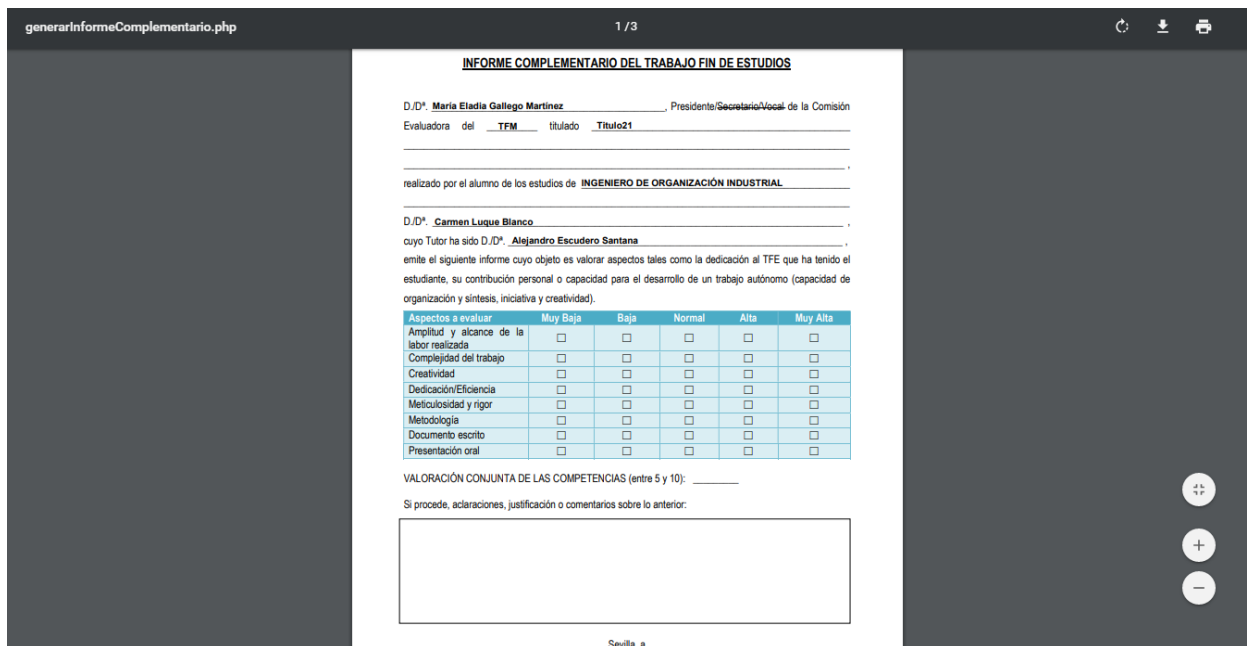 generarInformeComplementario.php
1 / 3
INFORME COMPLEMENTARIO DEL TRABAJO FIN DE ESTUDIOS
D./Dª. María Eladia Gallego Martínez, Presidente/Secretario/Vocal de la Comisión
Evaluadora del TFM titulado Titulo21
,
realizado por el alumno de los estudios de INGENIERO DE ORGANIZACIÓN INDUSTRIAL
D./Dª. Carmen Luque Blanco ,
cuyo Tutor ha sido D./Dª. Alejandro Escudero Santana ,
emite el siguiente informe cuyo objeto es valorar aspectos tales como la dedicación al TFE que ha tenido el
estudiante, su contribución personal o capacidad para el desarrollo de un trabajo autónomo (capacidad de
organización y síntesis, iniciativa y creatividad).
Aspectos a evaluar Muy Baja Baja Normal Alta Muy Alta
Amplitud y alcance de la
labor realizada
Complejidad del trabajo
Creatividad
Dedicación/Eficiencia
Meticulosidad y rigor
Metodología
Documento escrito
Presentación oral
VALORACIÓN CONJUNTA DE LAS COMPETENCIAS (entre 5 y 10): ________
Si procede, aclaraciones, justificación o comentarios sobre lo anterior:
Sevilla, a